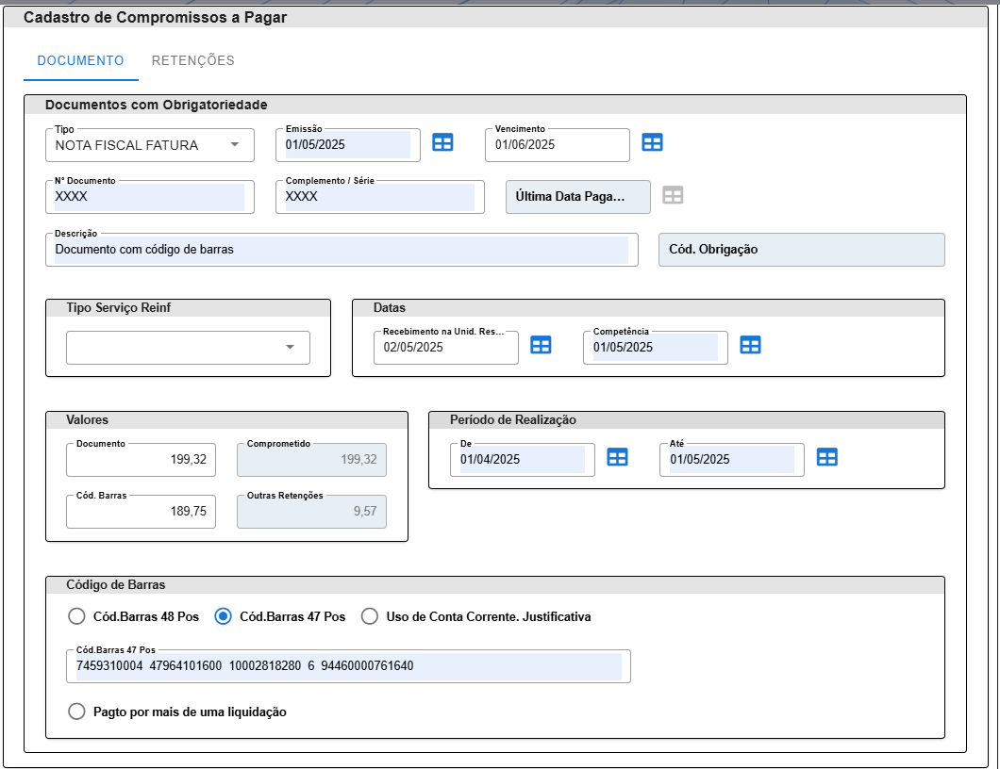 Cadastro de Compromissos a Pagar
DOCUMENTO RETENÇÕES
Documentos com Obrigatoriedade
Tipo Emissão Vencimento
NOTA FISCAL FATURA 01/05/2025 01/06/2025
N° Documento Complemento / Série
XXXX XXXX Última Data Paga...
Descrição
Documento com código de barras Cód. Obrigação
Tipo Serviço Reinf Datas
Recebimento na Unid. Res... Competência
02/05/2025 01/05/2025
Valores Período de Realização
Documento Comprometido De Até
199,32 199,32 01/04/2025 01/05/2025
Cód. Barras Outras Retenções
189,75 9,57
Código de Barras
Cód.Barras 48 Pos Cód.Barras 47 Pos Uso de Conta Corrente. Justificativa
Cód.Barras 47 Pos
7459310004 47964101600 10002818280 6 94460000761640
Pagto por mais de uma liquidação